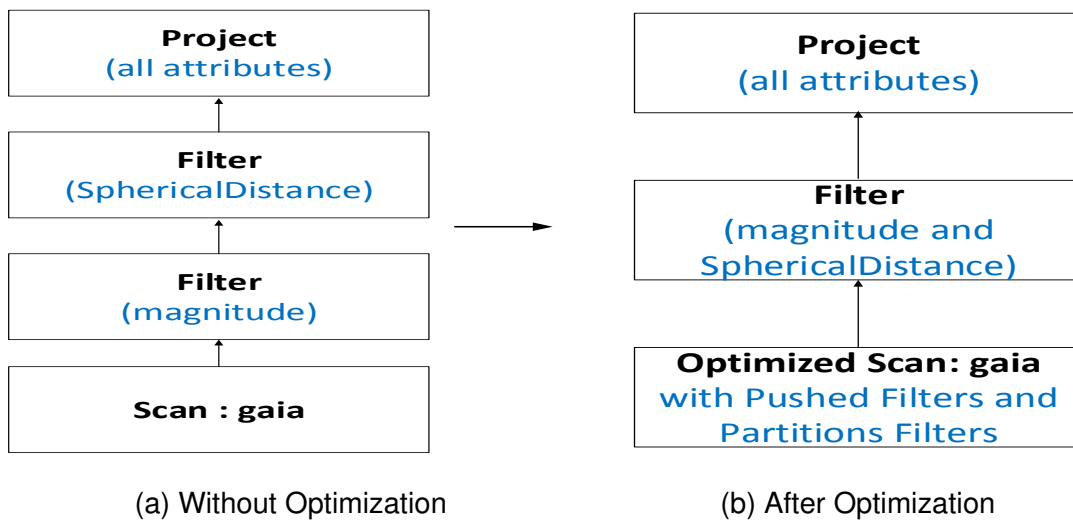 Project
(all attributes)
Filter
(SphericalDistance)
Filter
(magnitude)
Scan : gaia
(a) Without Optimization
Project
(all attributes)
Filter
(magnitude and
SphericalDistance)
Optimized Scan: gaia
with Pushed Filters and
Partitions Filters
(b) After Optimization